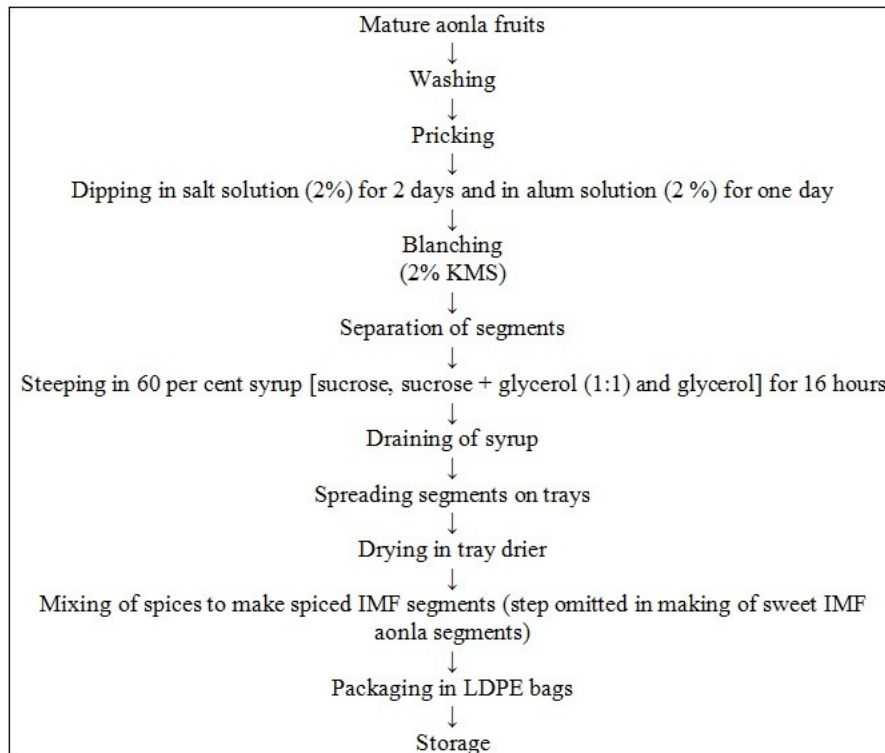 Mature aonla fruits
↓
Washing
↓
Pricking
↓
Dipping in salt solution (2%) for 2 days and in alum solution (2 %) for one day
↓
Blanching
(2% KMS)
↓
Separation of segments
↓
Steeping in 60 per cent syrup [sucrose, sucrose + glycerol (1:1) and glycerol] for 16 hours
↓
Draining of syrup
↓
Spreading segments on trays
↓
Drying in tray drier
↓
Mixing of spices to make spiced IMF segments (step omitted in making of sweet IMF
aonla segments)
↓
Packaging in LDPE bags
↓
Storage